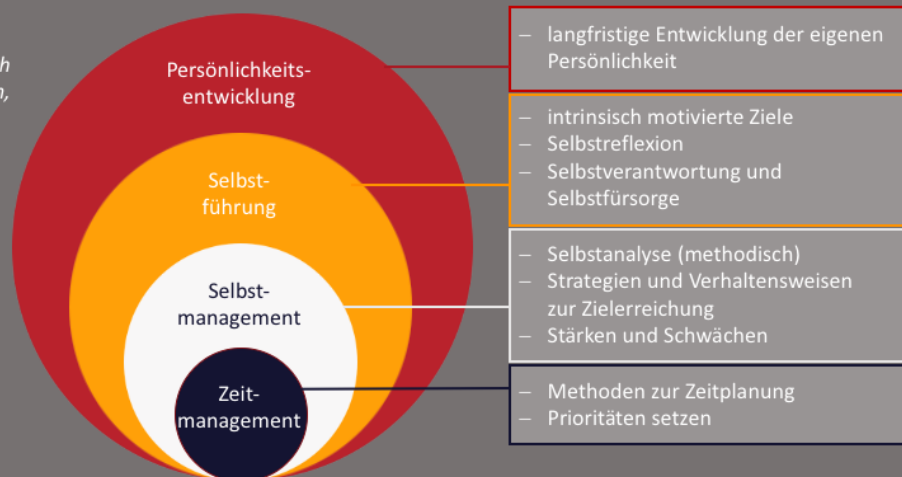 h
n,
Persönlichkeits-
entwicklung
Selbst-
führung
Selbst-
management
Zeit-
management
– langfristige Entwicklung der eigenen
Persönlichkeit
– intrinsisch motivierte Ziele
– Selbstreflexion
– Selbstverantwortung und
Selbstfürsorge
– Selbstanalyse (methodisch)
– Strategien und Verhaltensweisen
zur Zielerreichung
– Stärken und Schwächen
– Methoden zur Zeitplanung
– Prioritäten setzen